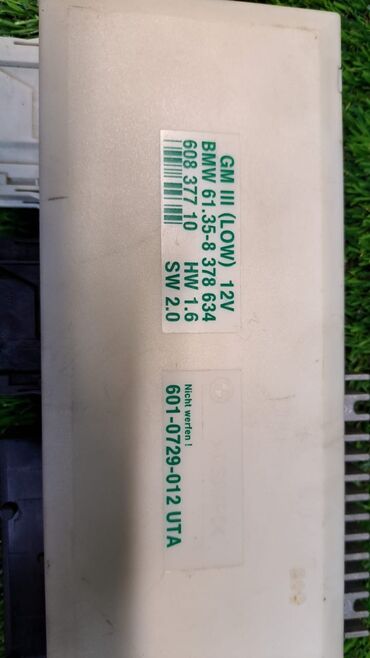 GM III (LOW) 12V
BMW 61.35-8 378 634
608 377 10 HW 1.6
SW 2.0
Nicht werfen !
601-0729-012 UTA